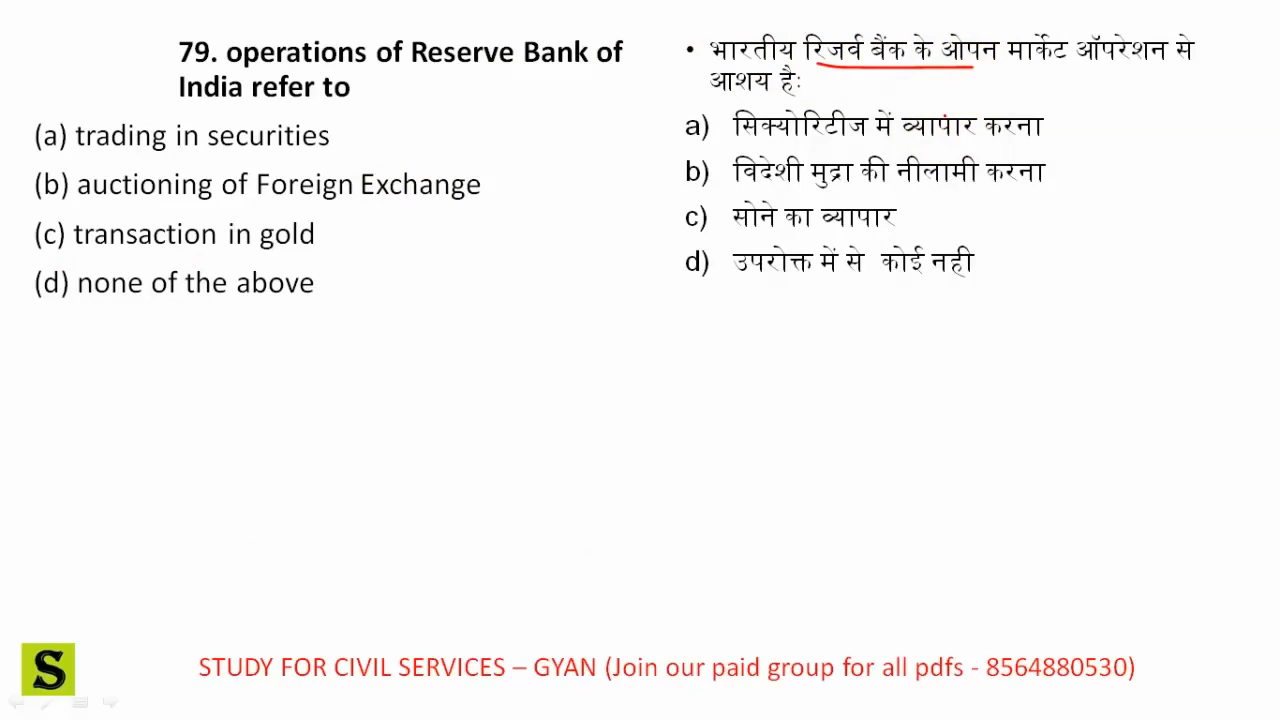 79. operations of Reserve Bank of
India refer to
(a) trading in securities
(b) auctioning of Foreign Exchange
(c) transaction in gold
(d) none of the above
• भारतीय रिजर्व बैंक के ओपन मार्केट ऑपरेशन से
आशय हैः
a) सिक्योरिटीज में व्यापार करना
b) विदेशी मुद्रा की नीलामी करना
c) सोने का व्यापार
d) उपरोक्त में से कोई नही
S
STUDY FOR CIVIL SERVICES – GYAN (Join our paid group for all pdfs - 8564880530)